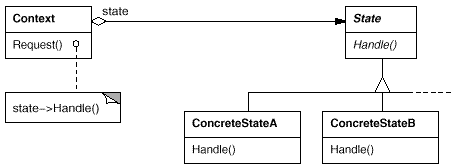 Context
state
State
Request()
Handle()
state->Handle()
ConcreteStateA
ConcreteStateB
Handle()
Handle()